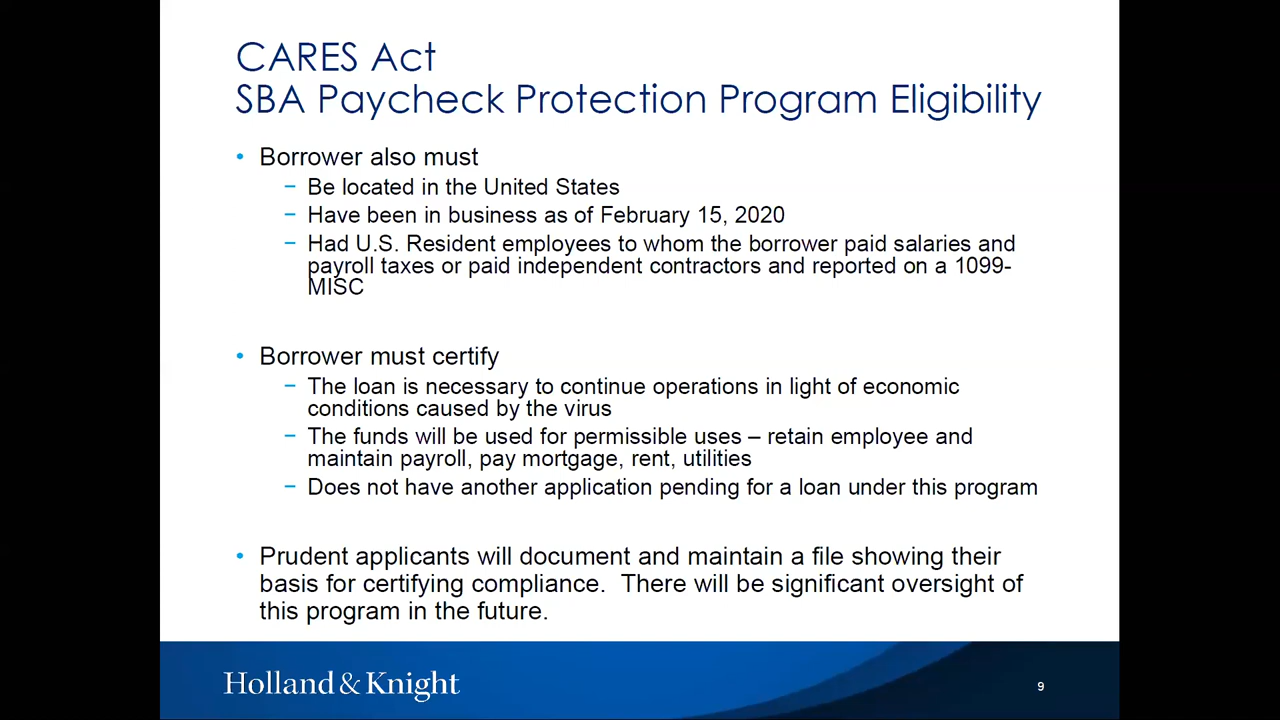 CARES Act
SBA Paycheck Protection Program Eligibility
• Borrower also must
− Be located in the United States
− Have been in business as of February 15, 2020
− Had U.S. Resident employees to whom the borrower paid salaries and
payroll taxes or paid independent contractors and reported on a 1099-
MISC
• Borrower must certify
− The loan is necessary to continue operations in light of economic
conditions caused by the virus
− The funds will be used for permissible uses – retain employee and
maintain payroll, pay mortgage, rent, utilities
− Does not have another application pending for a loan under this program
• Prudent applicants will document and maintain a file showing their
basis for certifying compliance.  There will be significant oversight of
this program in the future.
Holland & Knight
9